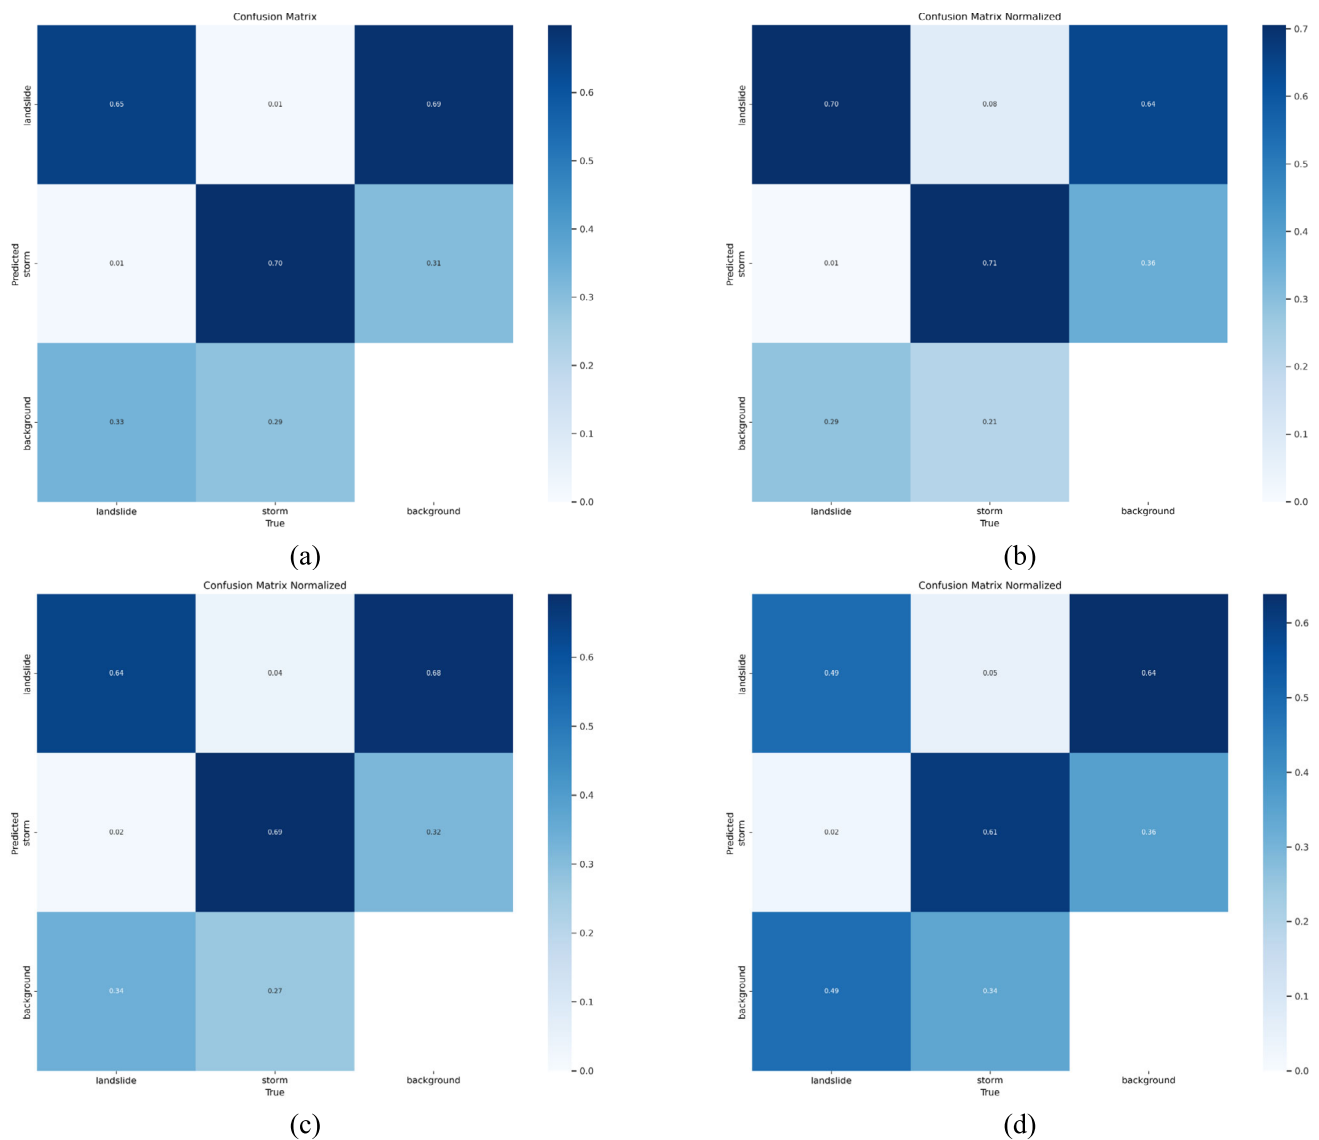 Confusion Matrix
landslide
0.65
0.01
0.69
0.6
0.5
Predicted
storm
0.01
0.70
0.31
0.4
0.3
0.2
background
0.33
0.29
0.1
0.0
landslide
storm
background
True
(a)
Confusion Matrix Normalized
0.7
landslide
0.70
0.08
0.64
0.6
0.5
Predicted
storm
0.01
0.71
0.36
0.4
0.3
0.2
background
0.29
0.21
0.1
0.0
landslide
storm
background
True
(b)
Confusion Matrix Normalized
landslide
0.64
0.04
0.68
0.6
0.5
Predicted
storm
0.02
0.69
0.32
0.4
0.3
0.2
background
0.34
0.27
0.1
0.0
landslide
storm
background
True
(c)
Confusion Matrix Normalized
0.6
landslide
0.49
0.05
0.64
0.5
0.4
Predicted
storm
0.02
0.61
0.36
0.3
0.2
background
0.49
0.34
0.1
0.0
landslide
storm
background
True
(d)